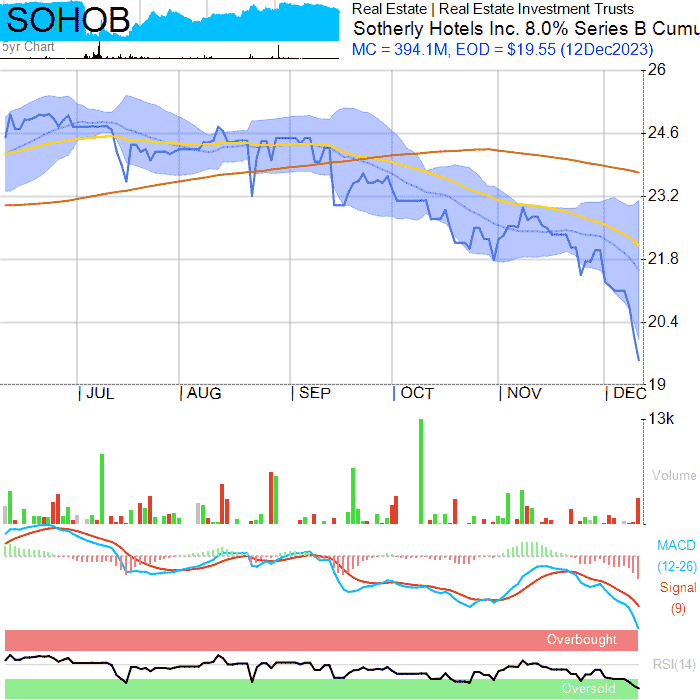 SOHOB
5yr Chart
Real Estate | Real Estate Investment Trusts
Sotherly Hotels Inc. 8.0% Series B Cumu
MC = 394.1M, EOD = $19.55 (12Dec2023)
26
24.6
23.2
21.8
20.4
19
JUL
AUG
SEP
OCT
NOV
DEC
13k
Volume
MACD
(12-26)
Signal
(9)
Overbought
RSI(14)
Oversold